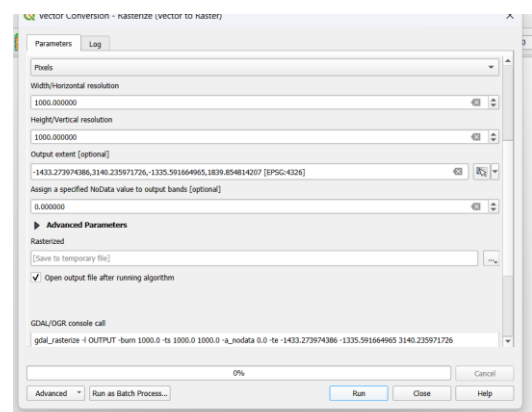 Vector Conversion - Rasterize (Vector to Raster)
Parameters Log
Pixels
Width/Horizontal resolution
1000.000000
Height/Vertical resolution
1000.000000
Output extent [optional]
-1433.273974386,3140.235971726,-1335.591664965,1839.854814207 [EPSG:4326]
Assign a specified NoData value to output bands [optional]
0.000000
Advanced Parameters
Rasterized
[Save to temporary file]
...
Open output file after running algorithm
GDAL/OGR console call
gdal_rasterize -l OUTPUT -burn 1000.0 -ts 1000.0 1000.0 -a_nodata 0.0 -te -1433.273974386 -1335.591664965 3140.235971726
0%
Cancel
Advanced Run as Batch Process... Run Close Help